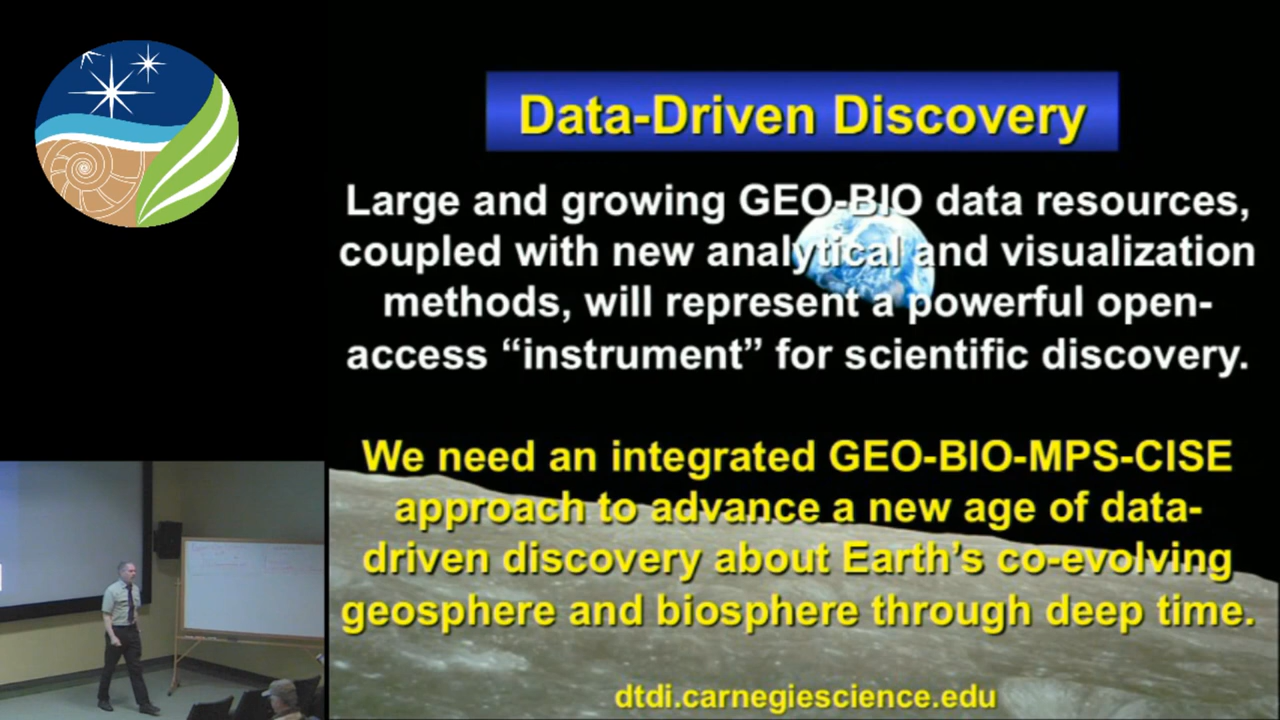 Data-Driven Discovery
Large and growing GEO-BIO data resources,
coupled with new analytical and visualization
methods, will represent a powerful open-
access “instrument” for scientific discovery.
We need an integrated GEO-BIO-MPS-CISE
approach to advance a new age of data-
driven discovery about Earth’s co-evolving
geosphere and biosphere through deep time.
dtdi.carnegiescience.edu